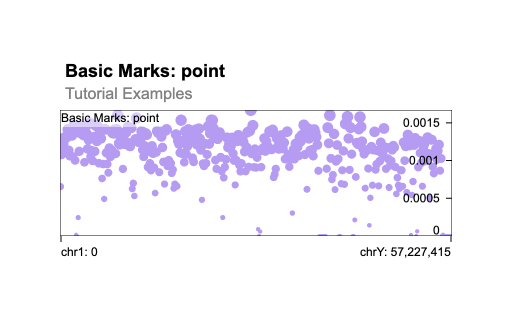 Basic Marks: point
Tutorial Examples
Basic Marks: point
0.0015
0.001
0.0005
0
chr1: 0
chrY: 57,227,415